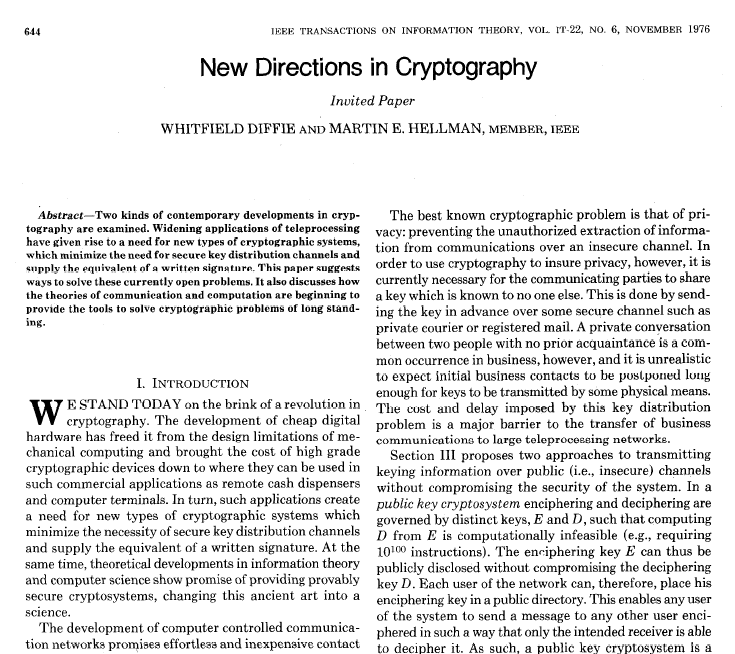 644
IEEE TRANSACTIONS ON INFORMATION THEORY, VOL. IT-22, NO. 6, NOVEMBER 1976
New Directions in Cryptography
Invited Paper
WHITFIELD DIFFIE AND MARTIN E. HELLMAN, MEMBER, IEEE
Abstract—Two kinds of contemporary developments in cryp-
tography are examined. Widening applications of teleprocessing
have given rise to a need for new types of cryptographic systems,
which minimize the need for secure key distribution channels and
supply the equivalent of a written signature. This paper suggests
ways to solve these currently open problems. It also discusses how
the theories of communication and computation are beginning to
provide the tools to solve cryptographic problems of long stand-
ing.
I. INTRODUCTION
WE STAND TODAY on the brink of a revolution in
cryptography. The development of cheap digital
hardware has freed it from the design limitations of me-
chanical computing and brought the cost of high grade
cryptographic devices down to where they can be used in
such commercial applications as remote cash dispensers
and computer terminals. In turn, such applications create
a need for new types of cryptographic systems which
minimize the necessity of secure key distribution channels
and supply the equivalent of a written signature. At the
same time, theoretical developments in information theory
and computer science show promise of providing provably
secure cryptosystems, changing this ancient art into a
science.
The development of computer controlled communica-
tion networks promises effortless and inexpensive contact
The best known cryptographic problem is that of pri-
vacy: preventing the unauthorized extraction of informa-
tion from communications over an insecure channel. In
order to use cryptography to insure privacy, however, it is
currently necessary for the communicating parties to share
a key which is known to no one else. This is done by send-
ing the key in advance over some secure channel such as
private courier or registered mail. A private conversation
between two people with no prior acquaintance is a com-
mon occurrence in business, however, and it is unrealistic
to expect initial business contacts to be postponed long
enough for keys to be transmitted by some physical means.
The cost and delay imposed by this key distribution
problem is a major barrier to the transfer of business
communications to large teleprocessing networks.
Section III proposes two approaches to transmitting
keying information over public (i.e., insecure) channels
without compromising the security of the system. In a
public key cryptosystem enciphering and deciphering are
governed by distinct keys, E and D, such that computing
D from E is computationally infeasible (e.g., requiring
10¹⁰⁰ instructions). The enciphering key E can thus be
publicly disclosed without compromising the deciphering
key D. Each user of the network can, therefore, place his
enciphering key in a public directory. This enables any user
of the system to send a message to any other user enci-
phered in such a way that only the intended receiver is able
to decipher it. As such, a public key cryptosystem is a